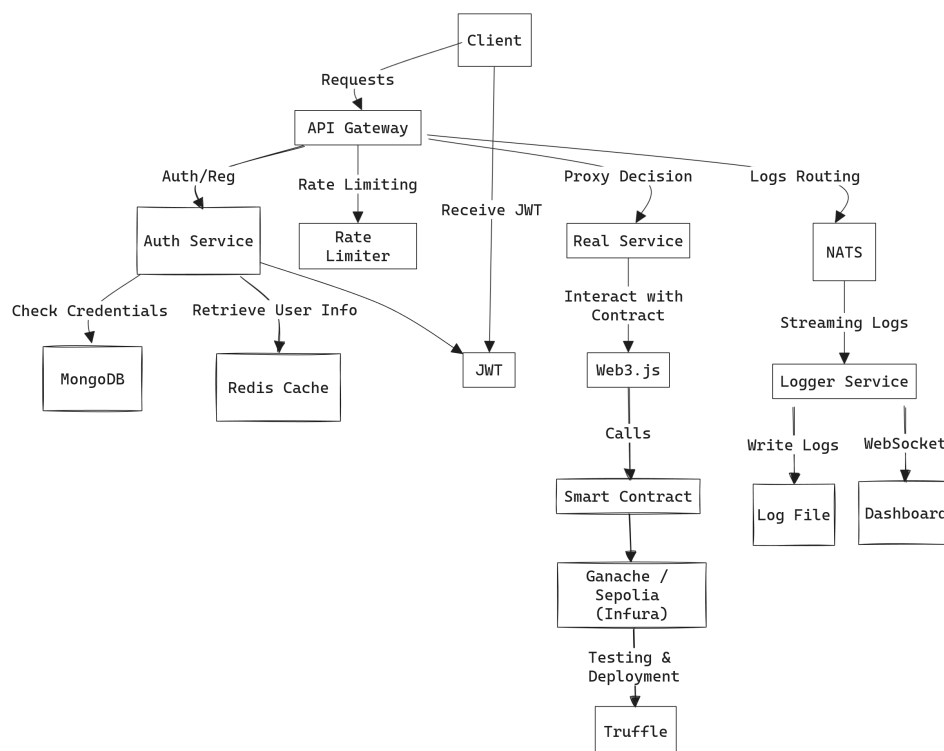 Client
Requests
API Gateway
Auth/Reg
Rate Limiting
Proxy Decision
Logs Routing
Receive JWT
Auth Service
Rate
Limiter
Real Service
NATS
Check Credentials
Retrieve User Info
Interact with
Contract
Streaming Logs
MongoDB
Redis Cache
JWT
Web3.js
Logger Service
Calls
Write Logs
WebSocket
Smart Contract
Log File
Dashboard
Ganache /
Sepolia
(Infura)
Testing &
Deployment
Truffle